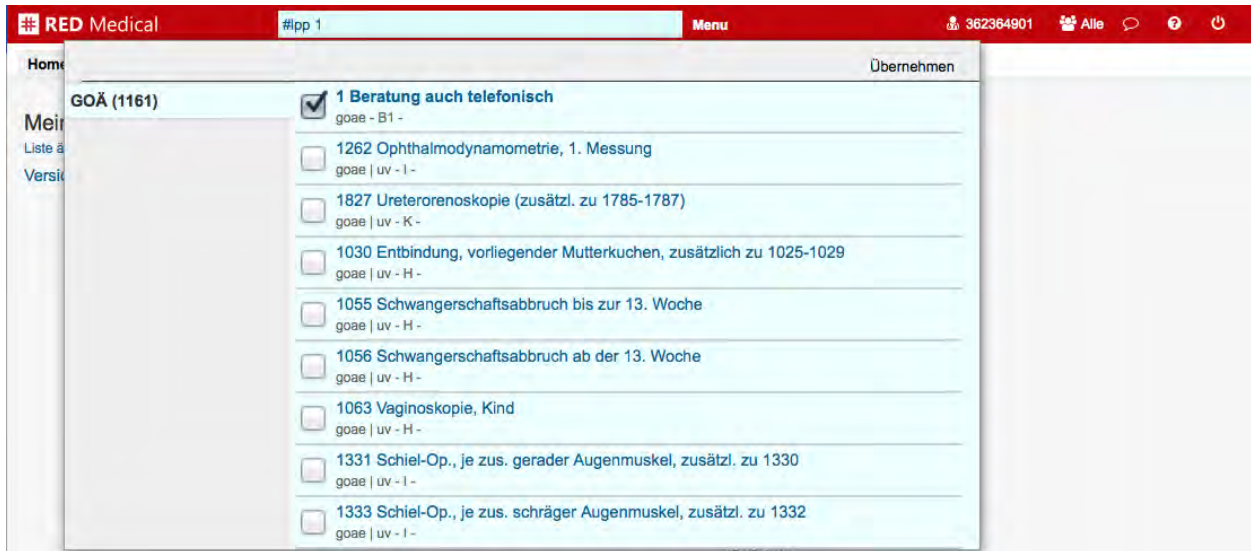 # RED Medical
#lpp 1
Menu
362364901
Alle
?
Home
Übernehmen
GOÄ (1161)
Mein
Liste ä
Versio
1 Beratung auch telefonisch
goae - B1 -
1262 Ophthalmodynamometrie, 1. Messung
goae | uv - I -
1827 Ureterorenoskopie (zusätzl. zu 1785-1787)
goae | uv - K -
1030 Entbindung, vorliegender Mutterkuchen, zusätzlich zu 1025-1029
goae | uv - H -
1055 Schwangerschaftsabbruch bis zur 13. Woche
goae | uv - H -
1056 Schwangerschaftsabbruch ab der 13. Woche
goae | uv - H -
1063 Vaginoskopie, Kind
goae | uv - H -
1331 Schiel-Op., je zus. gerader Augenmuskel, zusätzl. zu 1330
goae | uv - I -
1333 Schiel-Op., je zus. schräger Augenmuskel, zusätzl. zu 1332
goae | uv - I -